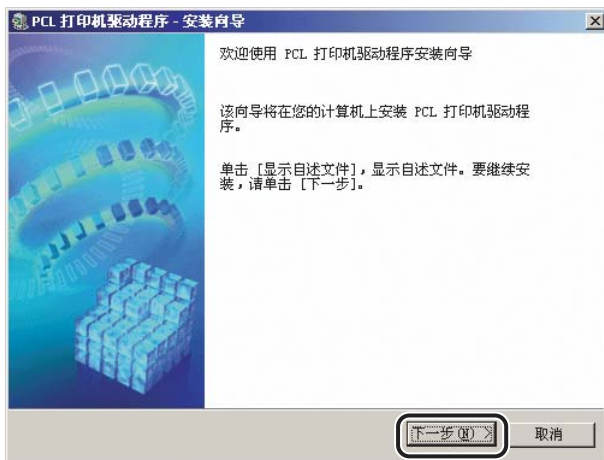 PCL 打印机驱动程序 - 安装向导
欢迎使用 PCL 打印机驱动程序安装向导
该向导将在您的计算机上安装 PCL 打印机驱动程
序。
单击 [显示自述文件]，显示自述文件。要继续安
装，请单击 [下一步]。
下一步(N) >
取消